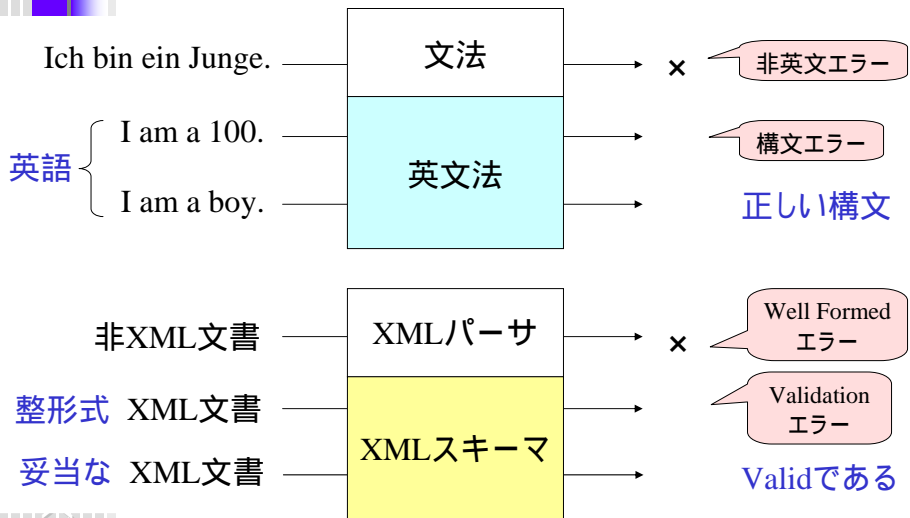 Ich bin ein Junge.
文法
×
非英文エラー
英語
I am a 100.
構文エラー
英文法
I am a boy.
正しい構文
非XML文書
XMLパーサ
×
Well Formed
エラー
整形式 XML文書
Validation
エラー
XMLスキーマ
妥当な XML文書
Validである